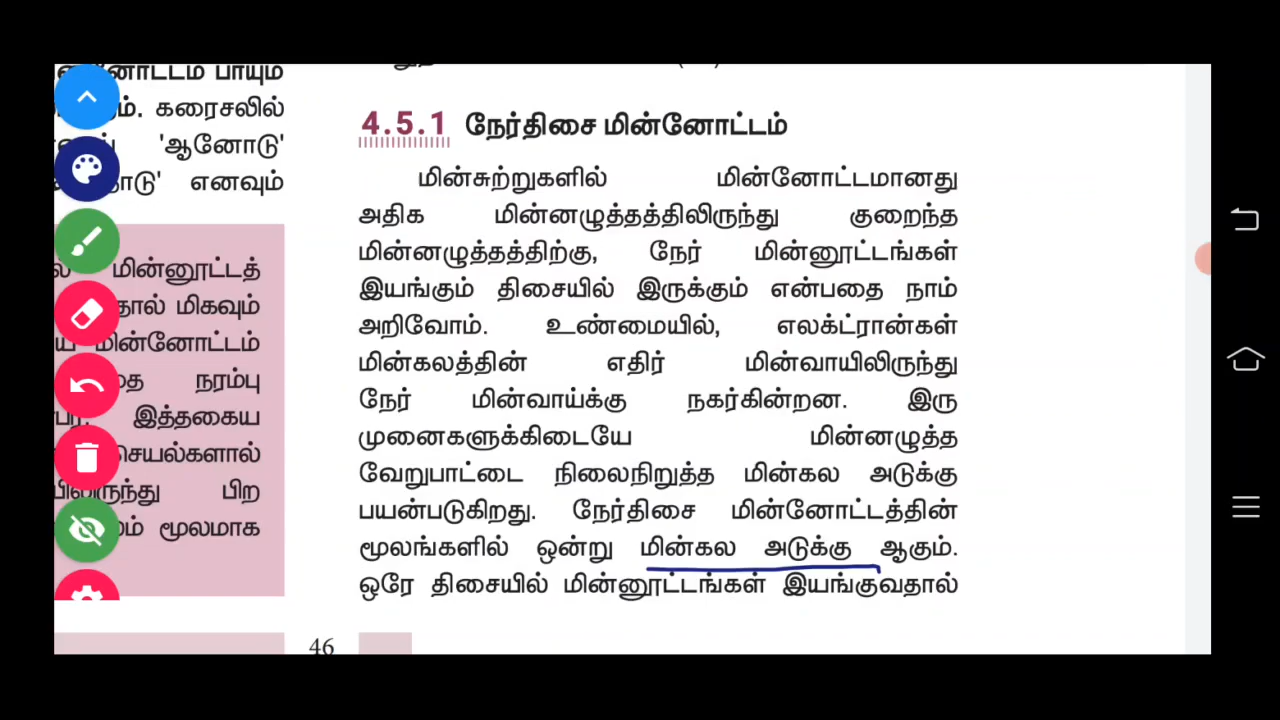 மின்னோட்டம் பாயும்
கரைசலில்
'ஆனோடு'
எனவும்
மின்னூட்டத்
மிகவும்
மின்னோட்டம்
நரம்பு
இத்தகைய
செயல்களால்
பிற
மூலமாக
4.5.1 நேர்திசை மின்னோட்டம்
மின்சுற்றுகளில் மின்னோட்டமானது
அதிக மின்னழுத்தத்திலிருந்து குறைந்த
மின்னழுத்தத்திற்கு, நேர் மின்னூட்டங்கள்
இயங்கும் திசையில் இருக்கும் என்பதை நாம்
அறிவோம். உண்மையில், எலக்ட்ரான்கள்
மின்கலத்தின் எதிர் மின்வாயிலிருந்து
நேர் மின்வாய்க்கு நகர்கின்றன. இரு
முனைகளுக்கிடையே மின்னழுத்த
வேறுபாட்டை நிலைநிறுத்த மின்கல அடுக்கு
பயன்படுகிறது. நேர்திசை மின்னோட்டத்தின்
மூலங்களில் ஒன்று மின்கல அடுக்கு ஆகும்.
ஒரே திசையில் மின்னூட்டங்கள் இயங்குவதால்
46